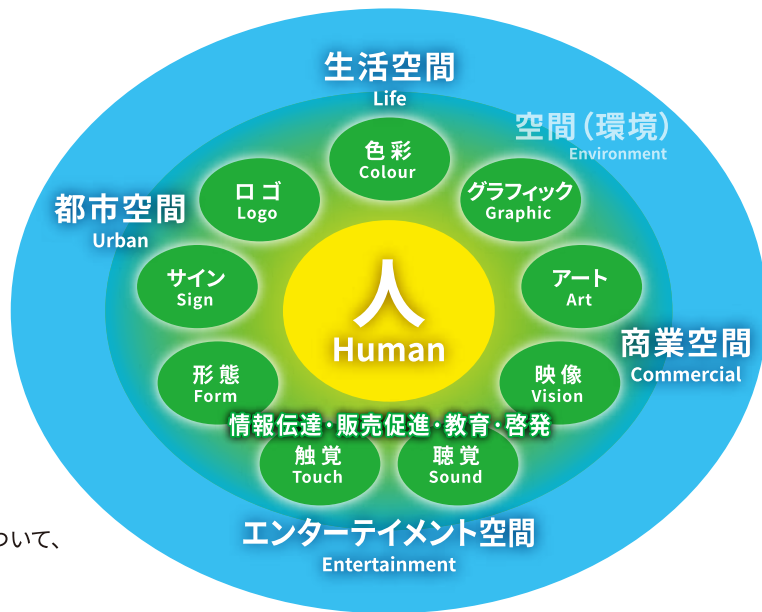 生活空間
Life
空間（環境）
Environment
色彩
Colour
ロゴ
Logo
グラフィック
Graphic
都市空間
Urban
サイン
Sign
アート
Art
人
Human
商業空間
Commercial
形態
Form
映像
Vision
情報伝達・販売促進・教育・啓発
触覚
Touch
聴覚
Sound
エンターテイメント空間
Entertainment
ついて、